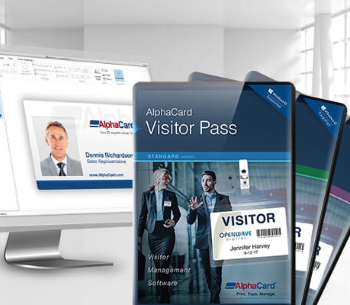 AlphaCard
Dennis Richardson
Sales Representative
www.AlphaCard.com
AlphaCard
Visitor Pass
STANDARD
VISITOR
OPENWAVE
DIGITAL
Jennifer Harvey
Visitor
Management
Software
AlphaCard
Print. Track. Manage.